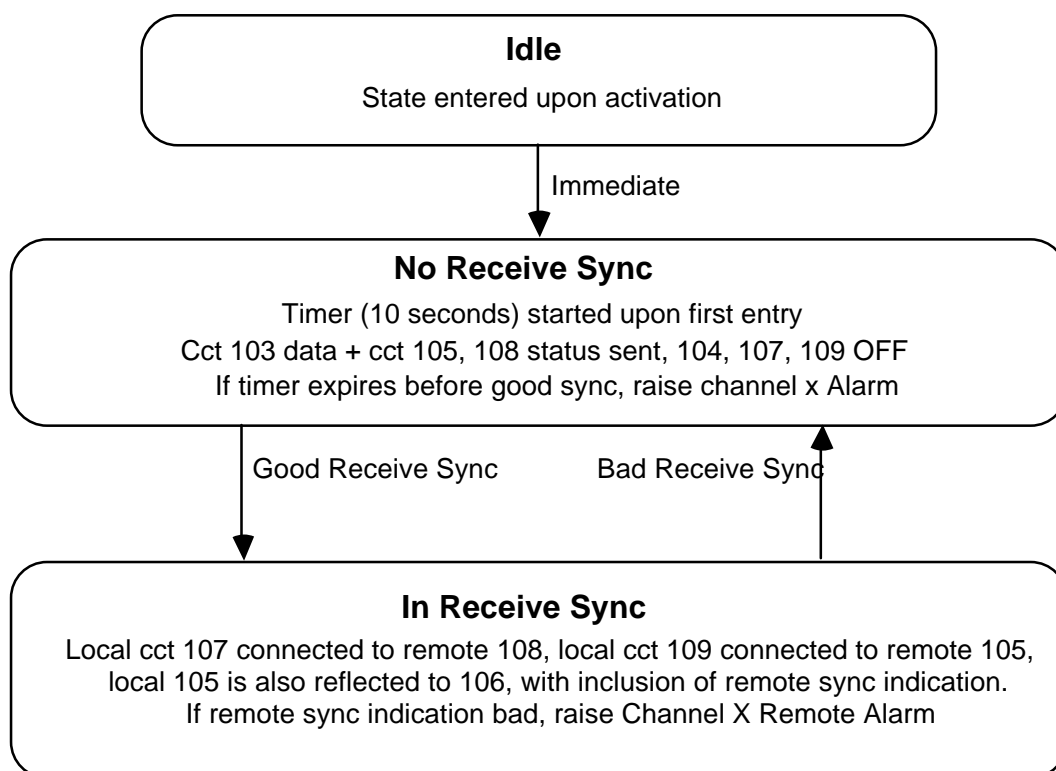 Idle
State entered upon activation
Immediate
No Receive Sync
Timer (10 seconds) started upon first entry
Cct 103 data + cct 105, 108 status sent, 104, 107, 109 OFF
If timer expires before good sync, raise channel x Alarm
Good Receive Sync
Bad Receive Sync
In Receive Sync
Local cct 107 connected to remote 108, local cct 109 connected to remote 105,
local 105 is also reflected to 106, with inclusion of remote sync indication.
If remote sync indication bad, raise Channel X Remote Alarm